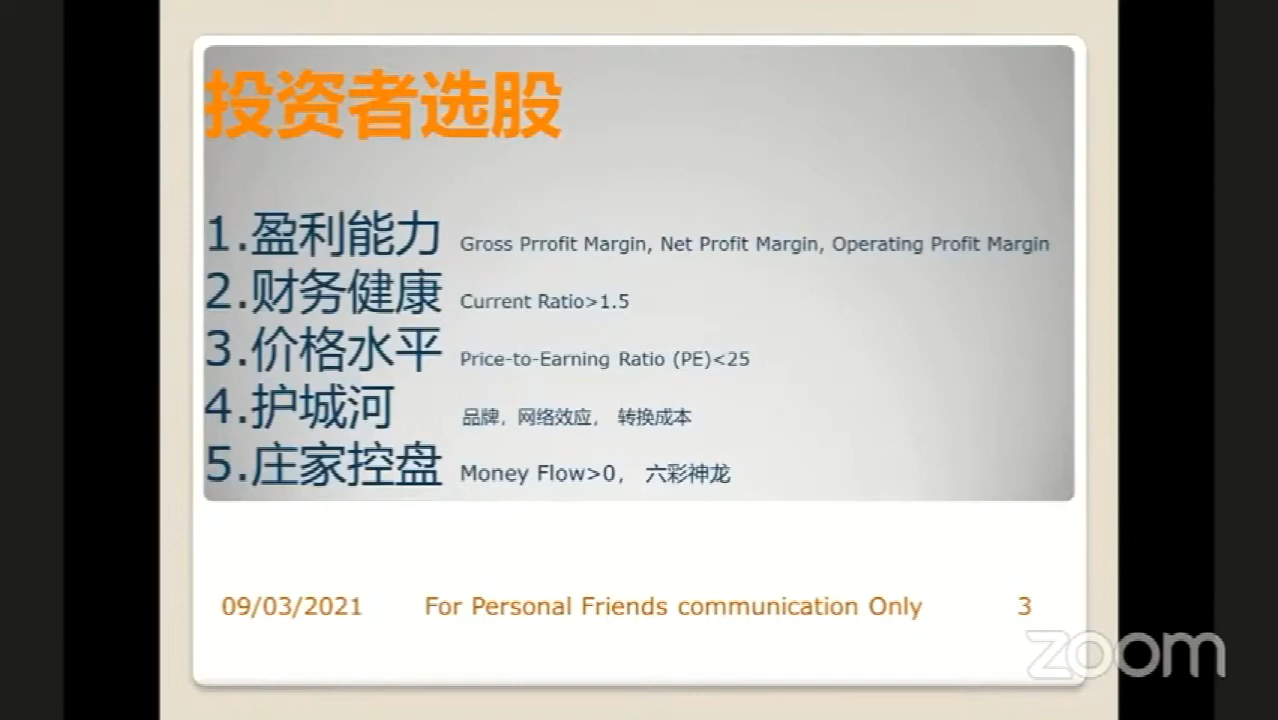 投资者选股
1.盈利能力 Gross Prrofit Margin, Net Profit Margin, Operating Profit Margin
2.财务健康 Current Ratio>1.5
3.价格水平 Price-to-Earning Ratio (PE)<25
4.护城河 品牌，网络效应， 转换成本
5.庄家控盘 Money Flow>0， 六彩神龙
09/03/2021 For Personal Friends communication Only 3
zoom